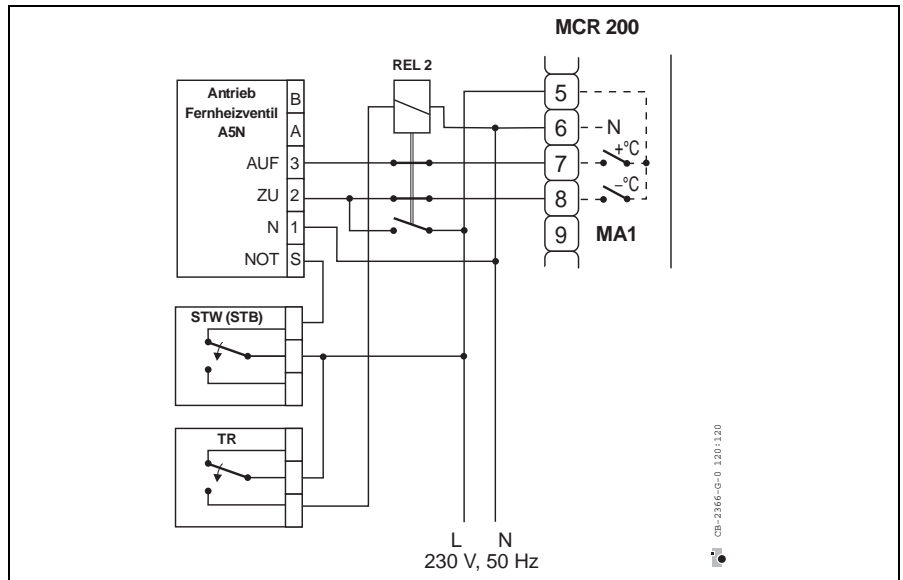 MCR 200
REL 2
Antrieb
Fernheizventil
A5N
B
A
AUF 3
ZU 2
N 1
NOT S
5
6 N
7 +°C
8 –°C
9 MA1
STW (STB)
TR
L N
230 V, 50 Hz
CB-2366-G-0 120:120